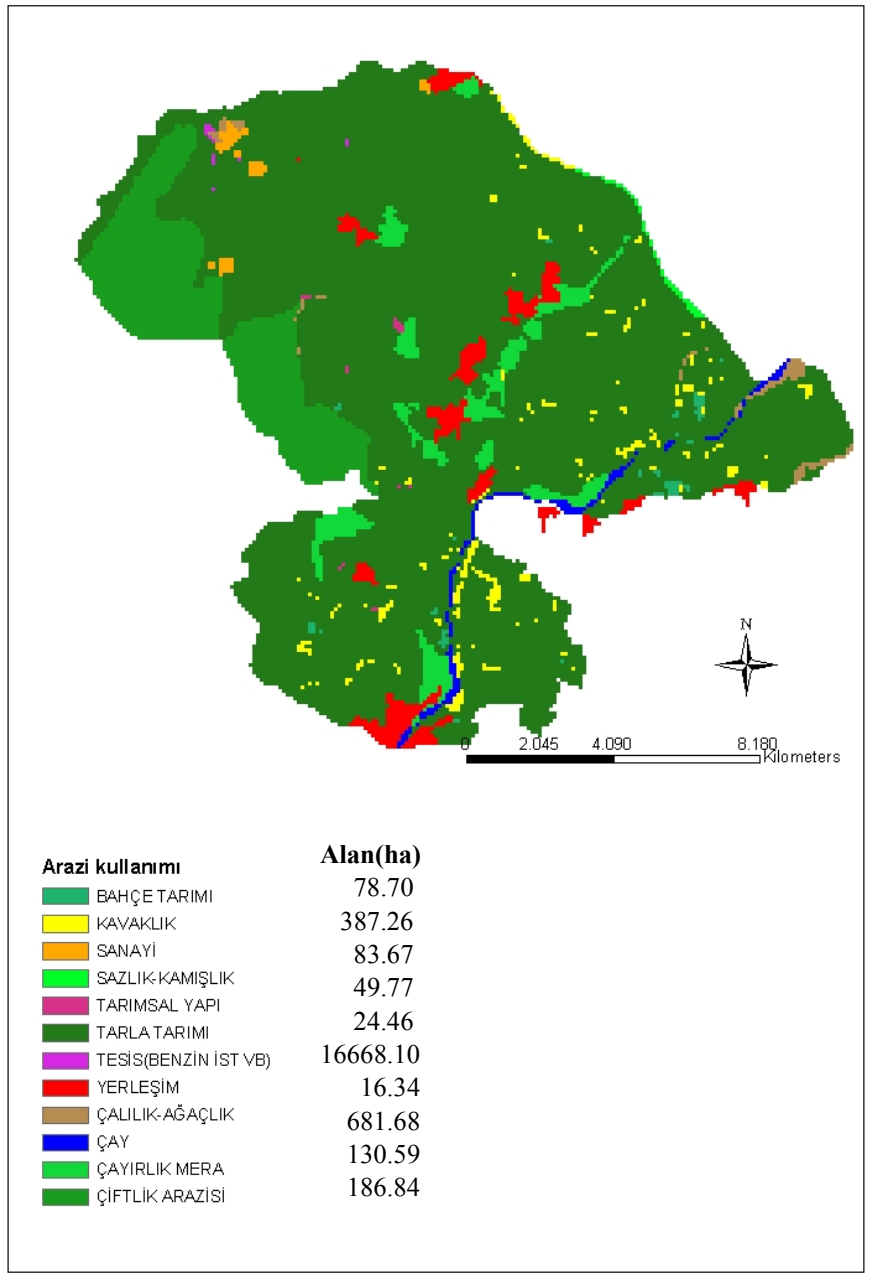 N
0 2.045 4.090 8.180
Kilometers
Arazi kullanımı Alan(ha)
BAHÇE TARIMI 78.70
KAVAKLIK 387.26
SANAYİ 83.67
SAZLIK-KAMIŞLIK 49.77
TARIMSAL YAPI 24.46
TARLA TARIMI 16668.10
TESİS(BENZİN İST VB) 16.34
YERLEŞİM 681.68
ÇALILIK-AĞAÇLIK 130.59
ÇAY 186.84
ÇAYIRLIK MERA
ÇİFTLİK ARAZİSİ